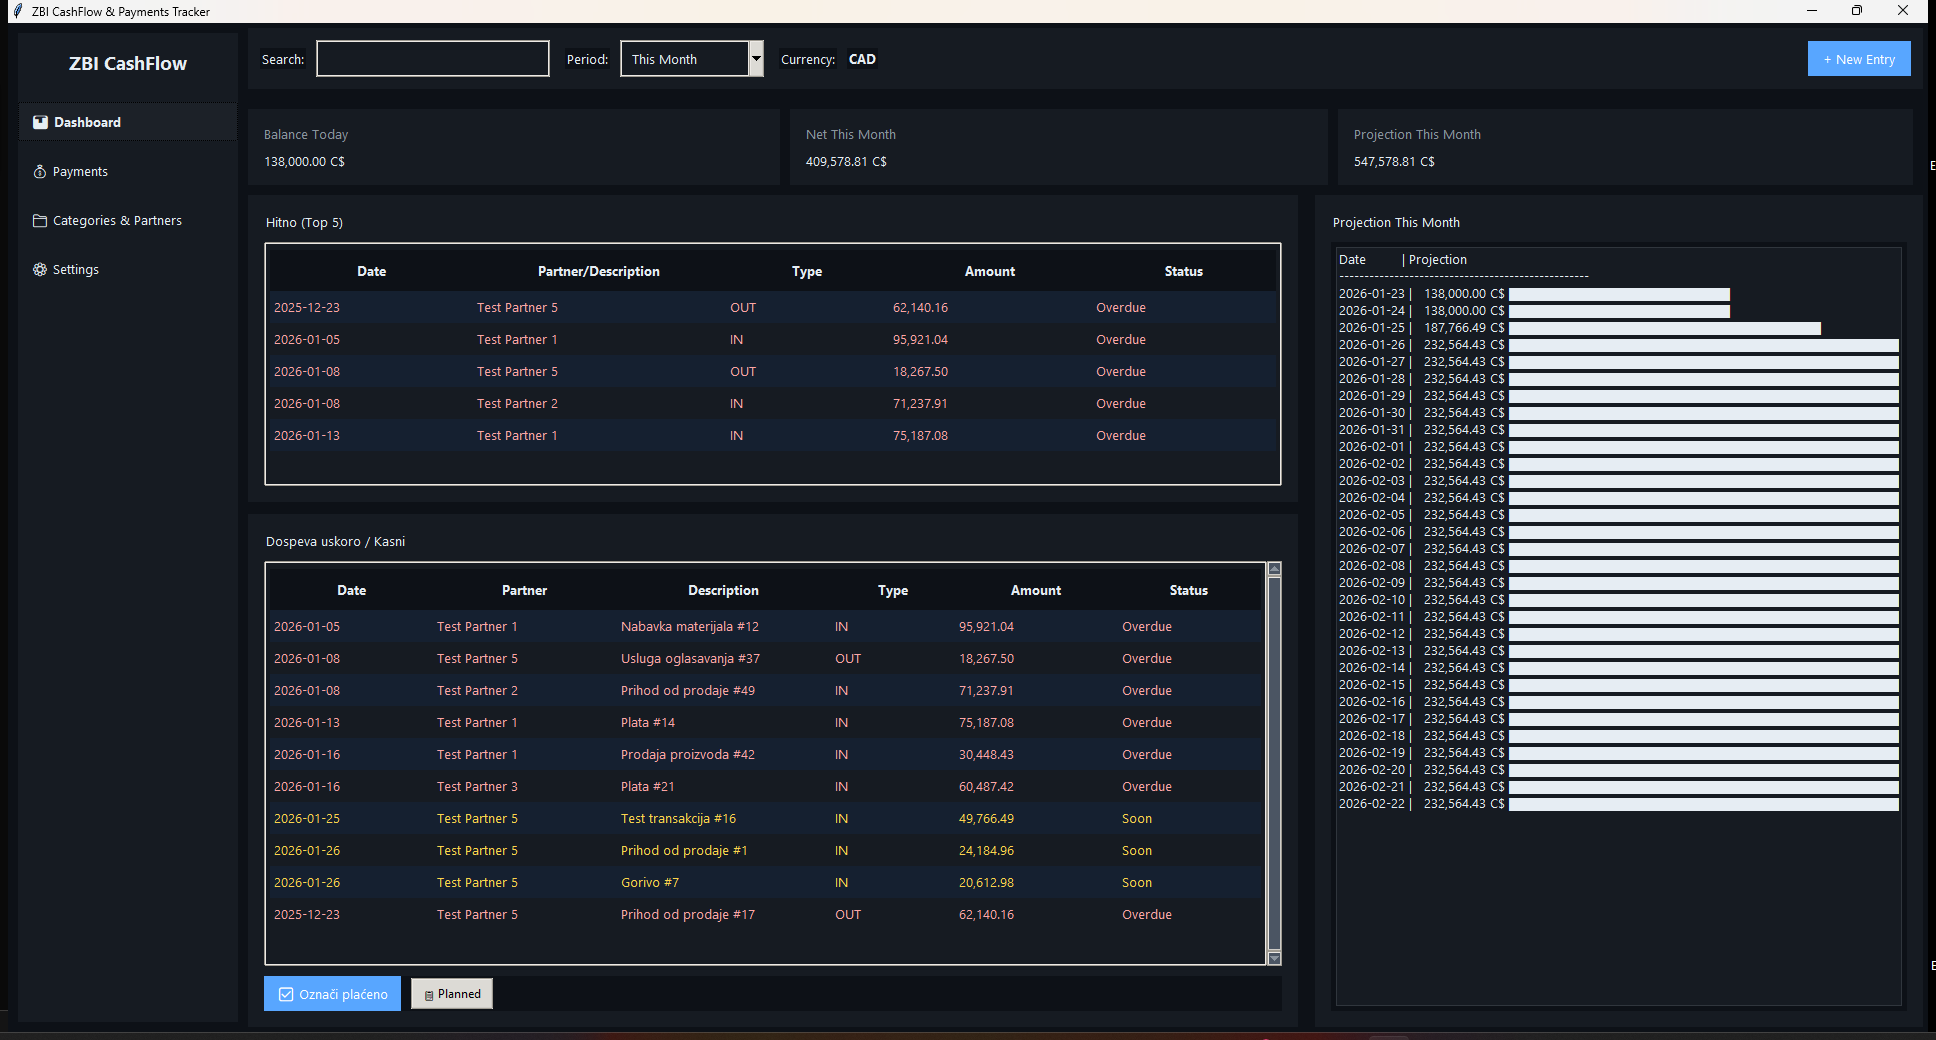 ZBI CashFlow & Payments Tracker
ZBI CashFlow
Dashboard
Payments
Categories & Partners
Settings
Search: Period: This Month Currency: CAD + New Entry
Balance Today
138,000.00 C$
Net This Month
409,578.81 C$
Projection This Month
547,578.81 C$
Hitno (Top 5)
Date Partner/Description Type Amount Status
2025-12-23 Test Partner 5 OUT 62,140.16 Overdue
2026-01-05 Test Partner 1 IN 95,921.04 Overdue
2026-01-08 Test Partner 5 OUT 18,267.50 Overdue
2026-01-08 Test Partner 2 IN 71,237.91 Overdue
2026-01-13 Test Partner 1 IN 75,187.08 Overdue
Dospeva uskoro / Kasni
Date Partner Description Type Amount Status
2026-01-05 Test Partner 1 Nabavka materijala #12 IN 95,921.04 Overdue
2026-01-08 Test Partner 5 Usluga oglasavanja #37 OUT 18,267.50 Overdue
2026-01-08 Test Partner 2 Prihod od prodaje #49 IN 71,237.91 Overdue
2026-01-13 Test Partner 1 Plata #14 IN 75,187.08 Overdue
2026-01-16 Test Partner 1 Prodaja proizvoda #42 IN 30,448.43 Overdue
2026-01-16 Test Partner 3 Plata #21 IN 60,487.42 Overdue
2026-01-25 Test Partner 5 Test transakcija #16 IN 49,766.49 Soon
2026-01-26 Test Partner 5 Prihod od prodaje #1 IN 24,184.96 Soon
2026-01-26 Test Partner 5 Gorivo #7 IN 20,612.98 Soon
2025-12-23 Test Partner 5 Prihod od prodaje #17 OUT 62,140.16 Overdue
Označi plaćeno Planned
Projection This Month
Date | Projection
--------------------------------------------------
2026-01-23 | 138,000.00 C$
2026-01-24 | 138,000.00 C$
2026-01-25 | 187,766.49 C$
2026-01-26 | 232,564.43 C$
2026-01-27 | 232,564.43 C$
2026-01-28 | 232,564.43 C$
2026-01-29 | 232,564.43 C$
2026-01-30 | 232,564.43 C$
2026-01-31 | 232,564.43 C$
2026-02-01 | 232,564.43 C$
2026-02-02 | 232,564.43 C$
2026-02-03 | 232,564.43 C$
2026-02-04 | 232,564.43 C$
2026-02-05 | 232,564.43 C$
2026-02-06 | 232,564.43 C$
2026-02-07 | 232,564.43 C$
2026-02-08 | 232,564.43 C$
2026-02-09 | 232,564.43 C$
2026-02-10 | 232,564.43 C$
2026-02-11 | 232,564.43 C$
2026-02-12 | 232,564.43 C$
2026-02-13 | 232,564.43 C$
2026-02-14 | 232,564.43 C$
2026-02-15 | 232,564.43 C$
2026-02-16 | 232,564.43 C$
2026-02-17 | 232,564.43 C$
2026-02-18 | 232,564.43 C$
2026-02-19 | 232,564.43 C$
2026-02-20 | 232,564.43 C$
2026-02-21 | 232,564.43 C$
2026-02-22 | 232,564.43 C$